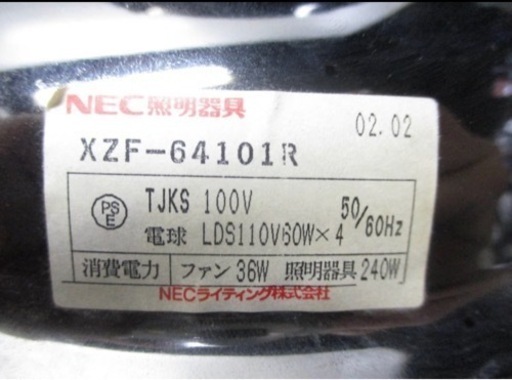 NEC照明器具
02.02
XZF-64101R
PS E TJKS 100V 50/60Hz
電球 LDS110V60W×4
消費電力 ファン 36W 照明器具 240W
NECライティング株式会社